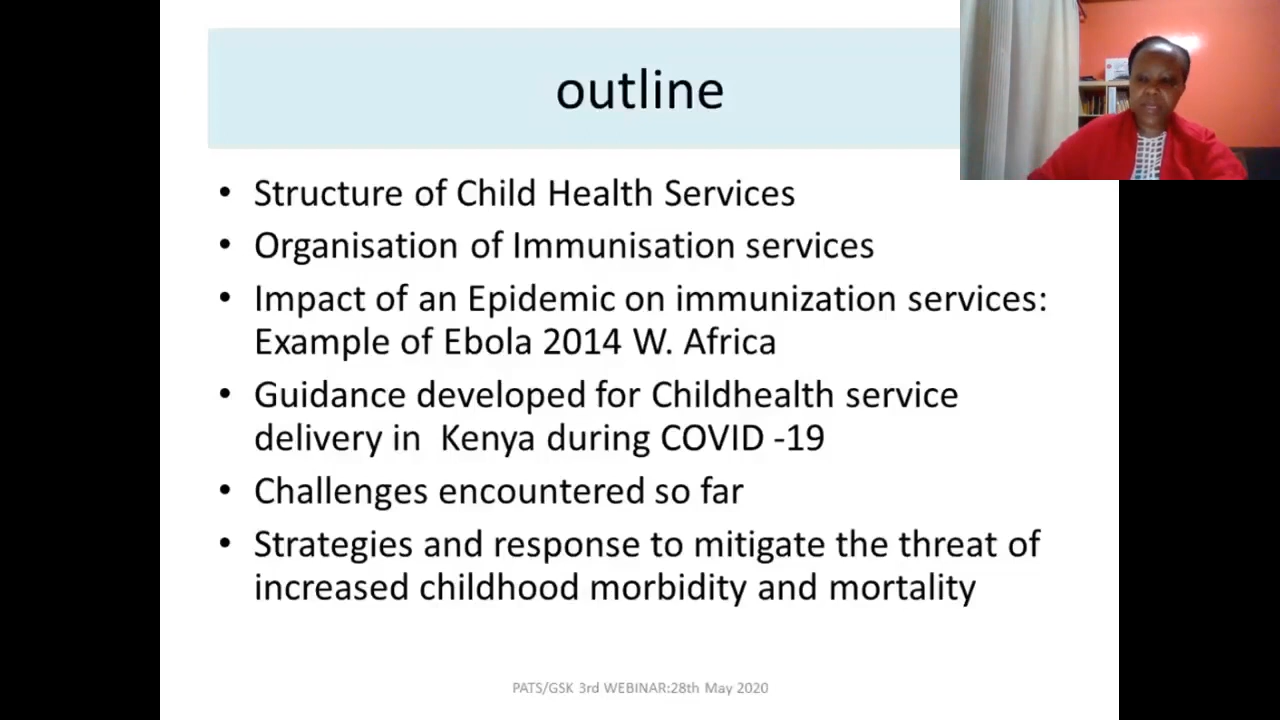 outline
• Structure of Child Health Services
• Organisation of Immunisation services
• Impact of an Epidemic on immunization services:
Example of Ebola 2014 W. Africa
• Guidance developed for Childhealth service
delivery in  Kenya during COVID -19
• Challenges encountered so far
• Strategies and response to mitigate the threat of
increased childhood morbidity and mortality
PATS/GSK 3rd WEBINAR:28th May 2020